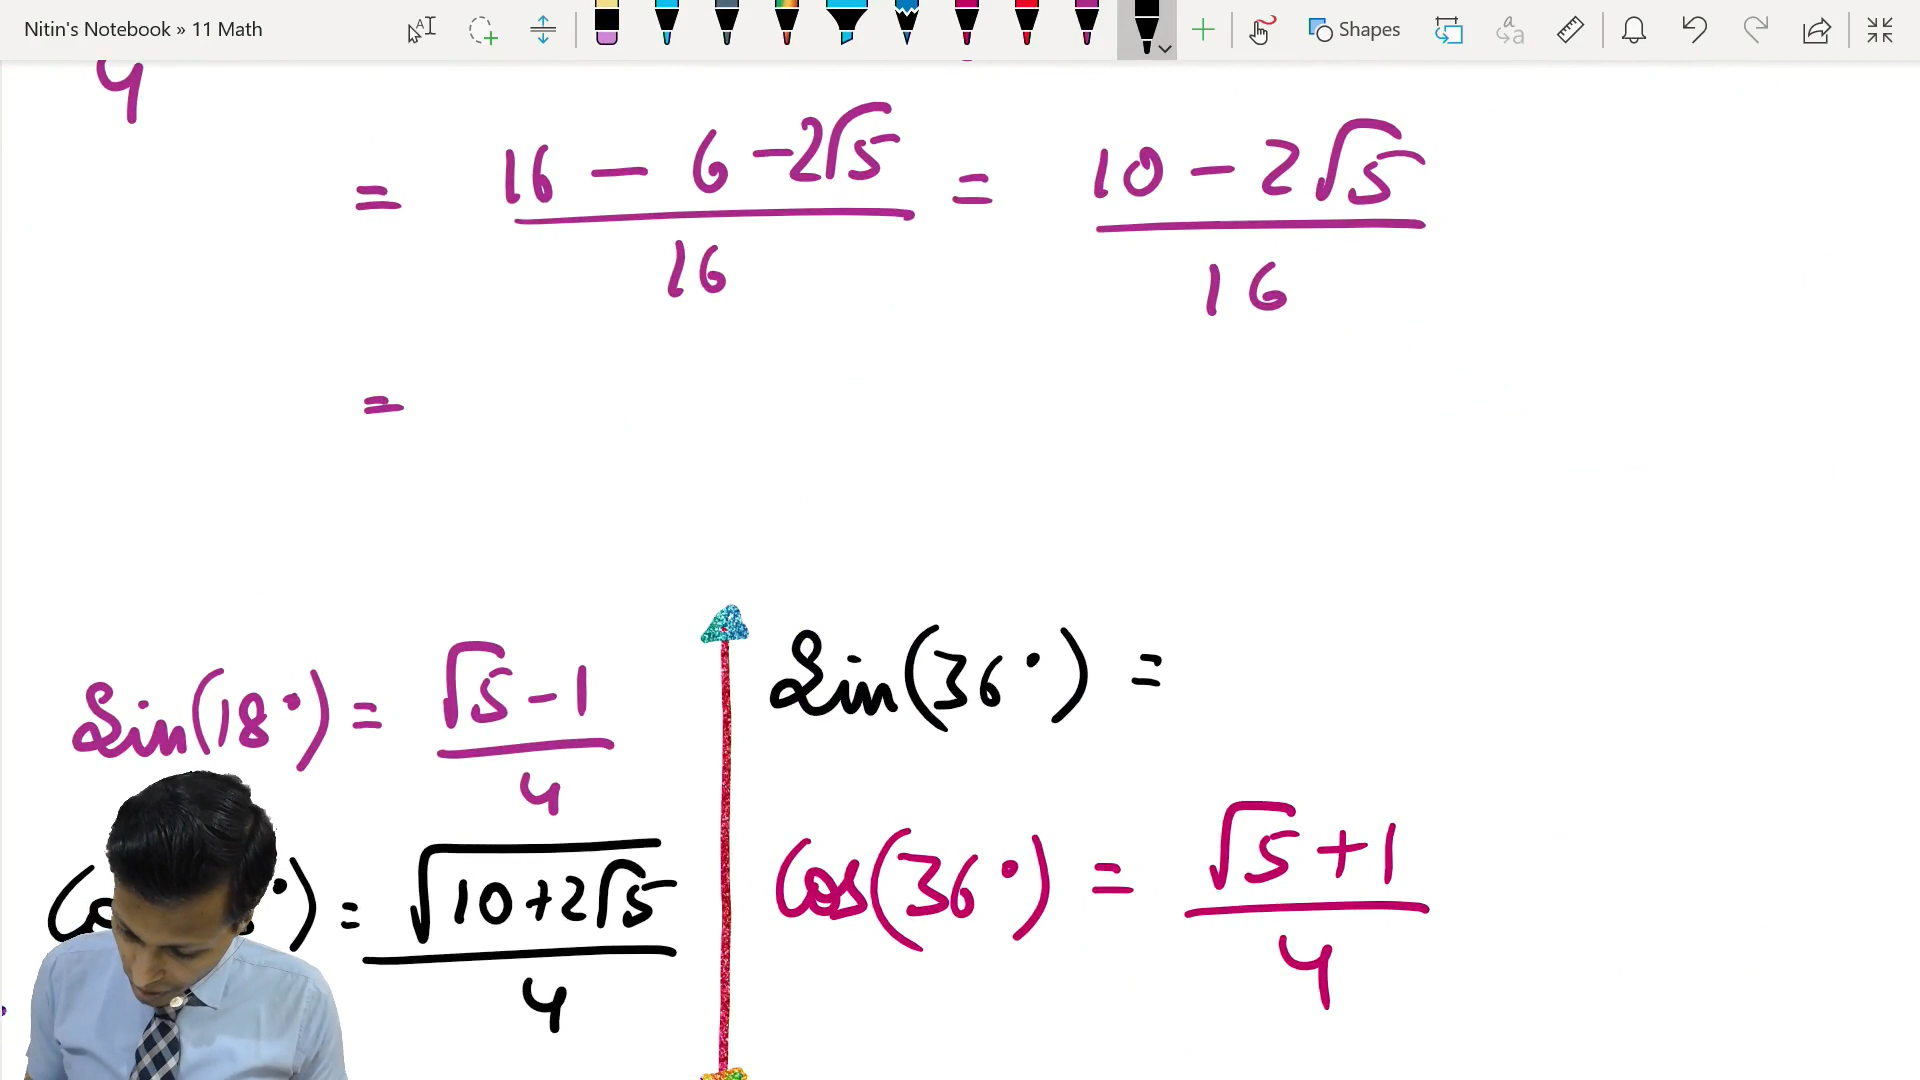 Nitin's Notebook » 11 Math
Shapes
4
= 16 - 6 - 2√5 / 16 = 10 - 2√5 / 16
=
Sin(18°) = √5 - 1 / 4
Sin(36°) =
°) = √(10+2√5) / 4
Cos(36°) = √5 + 1 / 4